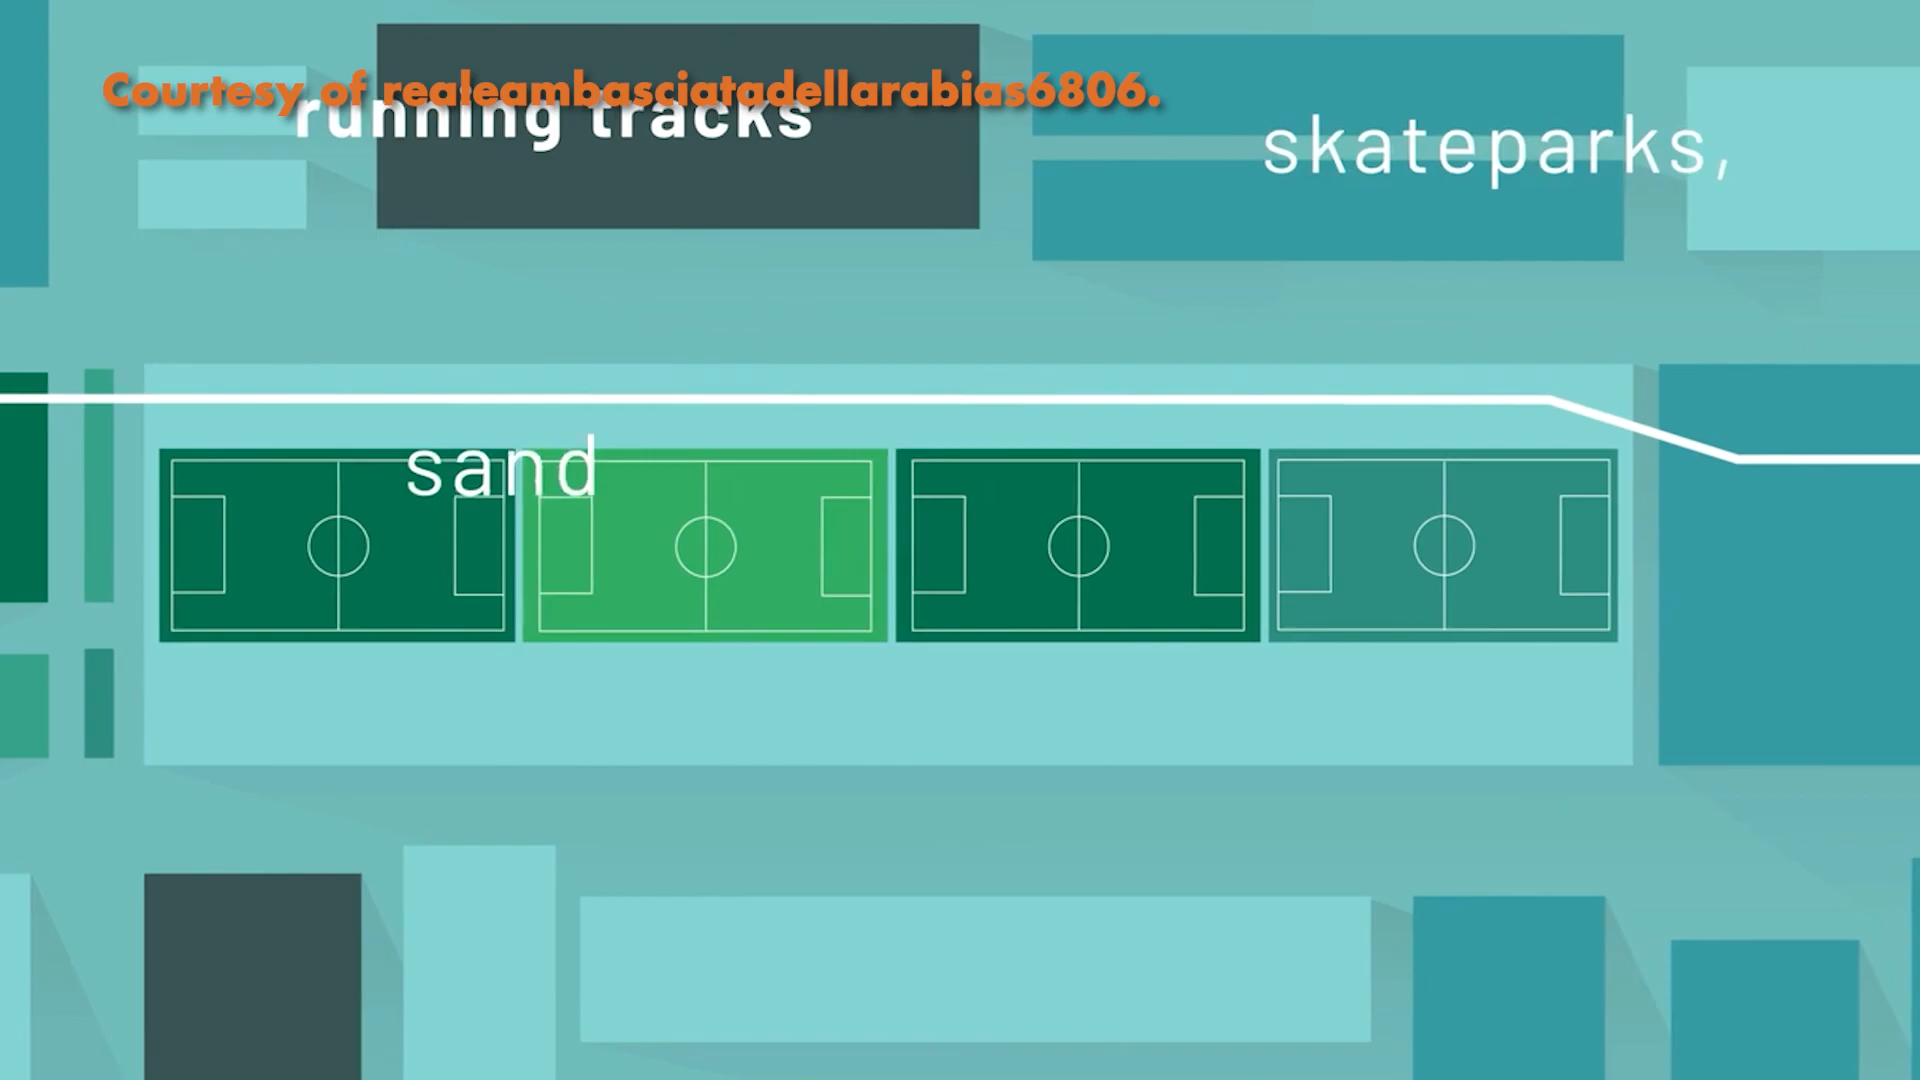 Courtesy of realeambasciatadellarabias6806.
running tracks
skateparks,
sand